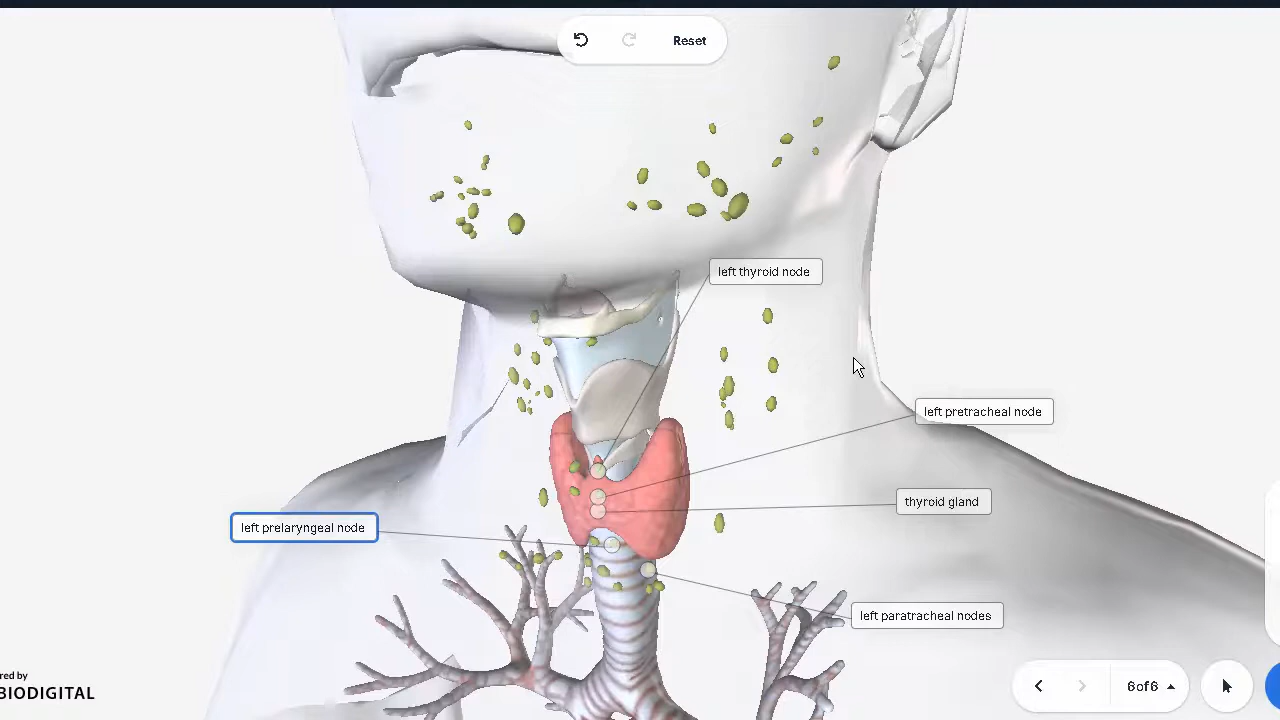 Reset
left thyroid node
left pretracheal node
thyroid gland
left prelaryngeal node
left paratracheal nodes
red by
BIODIGITAL
6of6